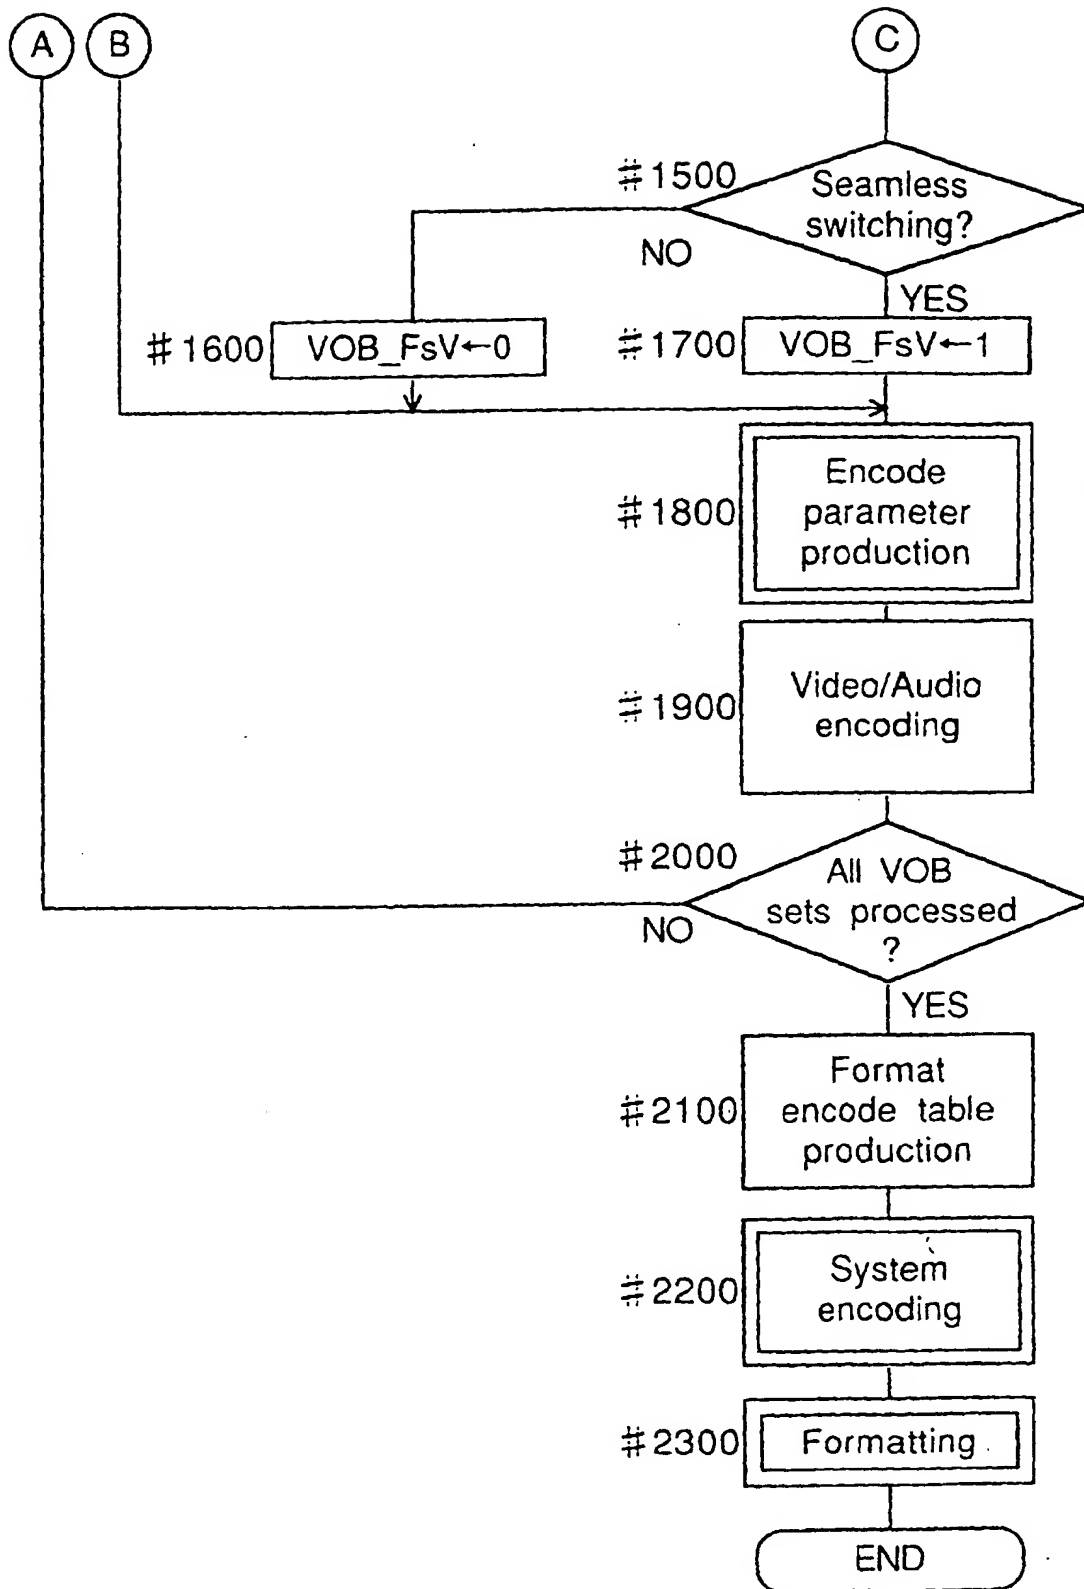 A
B
C
#1500
Seamless
switching?
NO
YES
#1600
VOB_FsV←0
#1700
VOB_FsV←1
#1800
Encode
parameter
production
#1900
Video/Audio
encoding
#2000
All VOB
sets processed
?
NO
YES
#2100
Format
encode table
production
#2200
System
encoding
#2300
Formatting
END